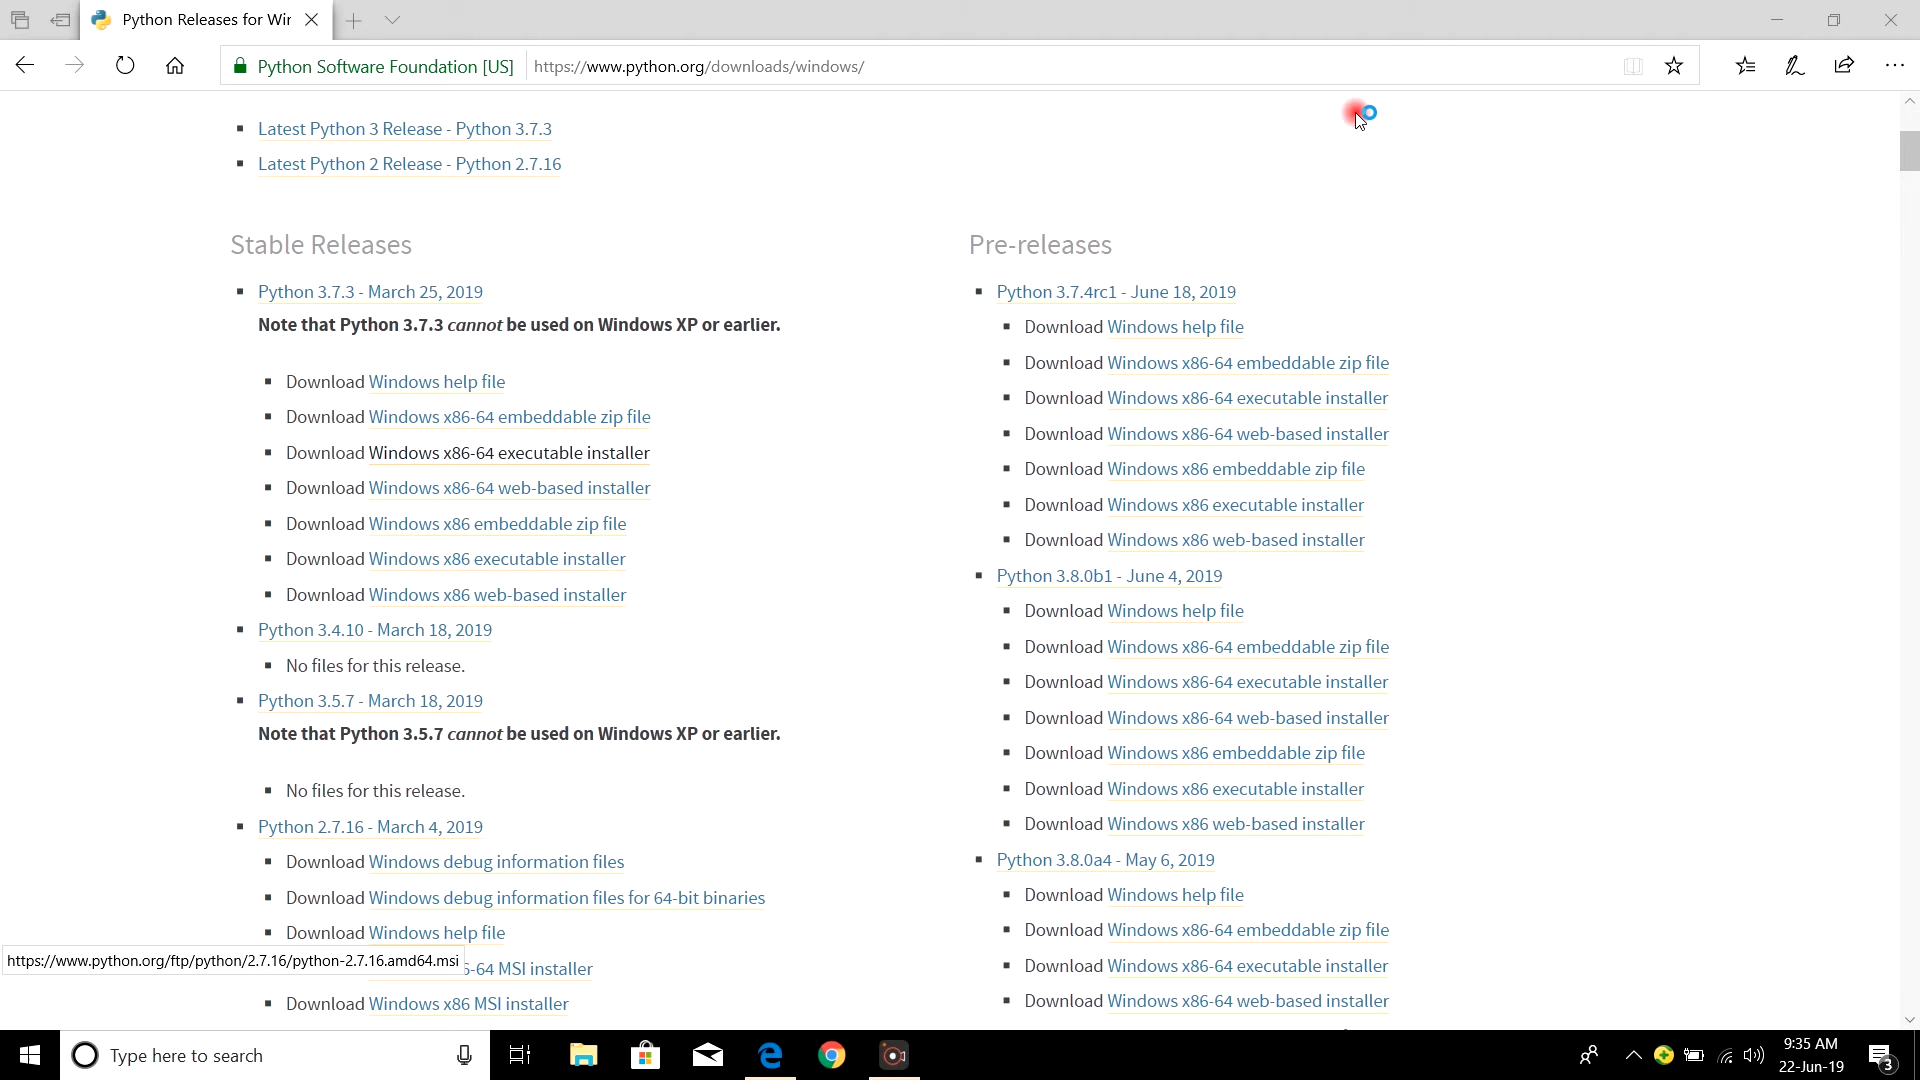 Python Releases for Wir
Python Software Foundation [US]
https://www.python.org/downloads/windows/
Latest Python 3 Release - Python 3.7.3
Latest Python 2 Release - Python 2.7.16
Stable Releases
Python 3.7.3 - March 25, 2019
Note that Python 3.7.3 cannot be used on Windows XP or earlier.
Download Windows help file
Download Windows x86-64 embeddable zip file
Download Windows x86-64 executable installer
Download Windows x86-64 web-based installer
Download Windows x86 embeddable zip file
Download Windows x86 executable installer
Download Windows x86 web-based installer
Python 3.4.10 - March 18, 2019
No files for this release.
Python 3.5.7 - March 18, 2019
Note that Python 3.5.7 cannot be used on Windows XP or earlier.
No files for this release.
Python 2.7.16 - March 4, 2019
Download Windows debug information files
Download Windows debug information files for 64-bit binaries
Download Windows help file
6-64 MSI installer
Download Windows x86 MSI installer
Pre-releases
Python 3.7.4rc1 - June 18, 2019
Download Windows help file
Download Windows x86-64 embeddable zip file
Download Windows x86-64 executable installer
Download Windows x86-64 web-based installer
Download Windows x86 embeddable zip file
Download Windows x86 executable installer
Download Windows x86 web-based installer
Python 3.8.0b1 - June 4, 2019
Download Windows help file
Download Windows x86-64 embeddable zip file
Download Windows x86-64 executable installer
Download Windows x86-64 web-based installer
Download Windows x86 embeddable zip file
Download Windows x86 executable installer
Download Windows x86 web-based installer
Python 3.8.0a4 - May 6, 2019
Download Windows help file
Download Windows x86-64 embeddable zip file
Download Windows x86-64 executable installer
Download Windows x86-64 web-based installer
https://www.python.org/ftp/python/2.7.16/python-2.7.16.amd64.msi
Type here to search
9:35 AM
22-Jun-19
3